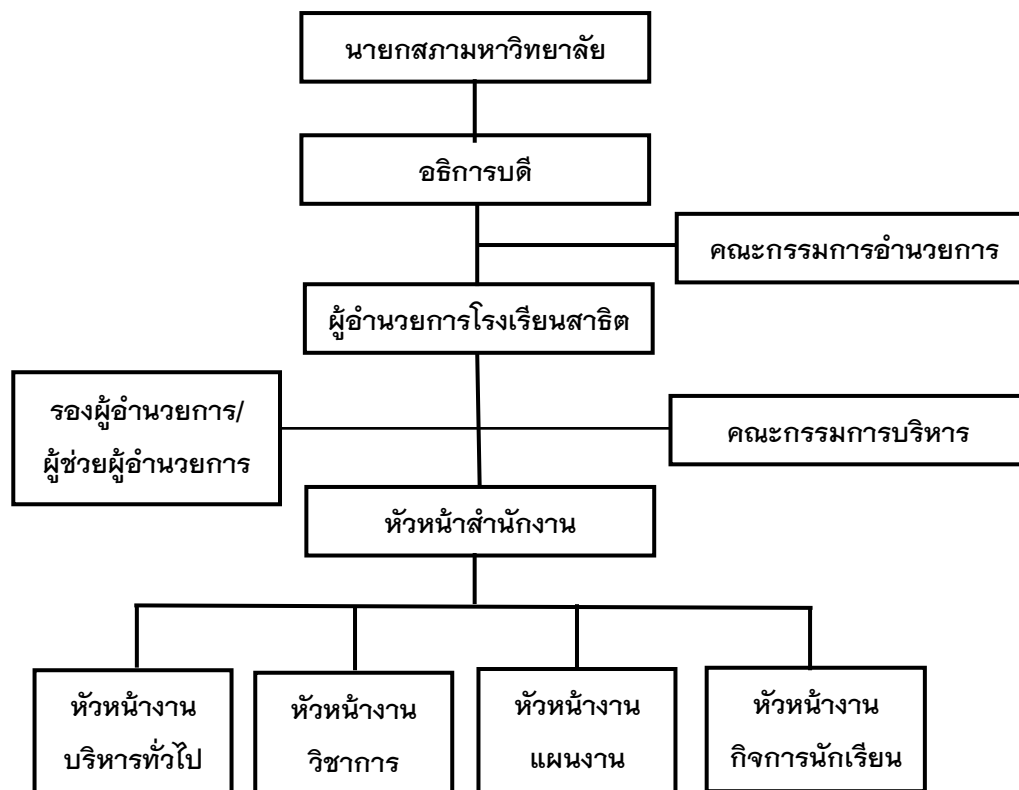 นายกสภามหาวิทยาลัย
อธิการบดี
คณะกรรมการอำนวยการ
ผู้อำนวยการโรงเรียนสาธิต
รองผู้อำนวยการ/
ผู้ช่วยผู้อำนวยการ
คณะกรรมการบริหาร
หัวหน้าสำนักงาน
หัวหน้างาน
บริหารทั่วไป
หัวหน้างาน
วิชาการ
หัวหน้างาน
แผนงาน
หัวหน้างาน
กิจการนักเรียน